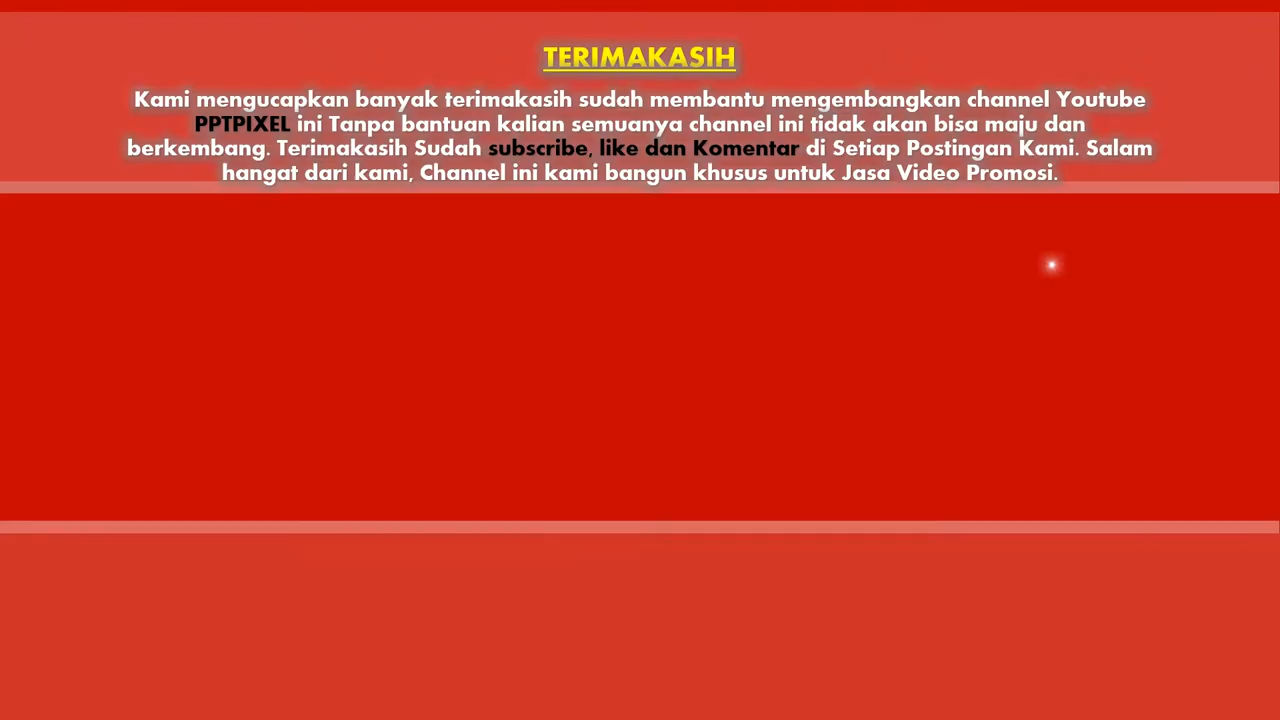 TERIMAKASIH
Kami mengucapkan banyak terimakasih sudah membantu mengembangkan channel Youtube
PPTPIXEL ini Tanpa bantuan kalian semuanya channel ini tidak akan bisa maju dan
berkembang. Terimakasih Sudah subscribe, like dan Komentar di Setiap Postingan Kami. Salam
hangat dari kami, Channel ini kami bangun khusus untuk Jasa Video Promosi.